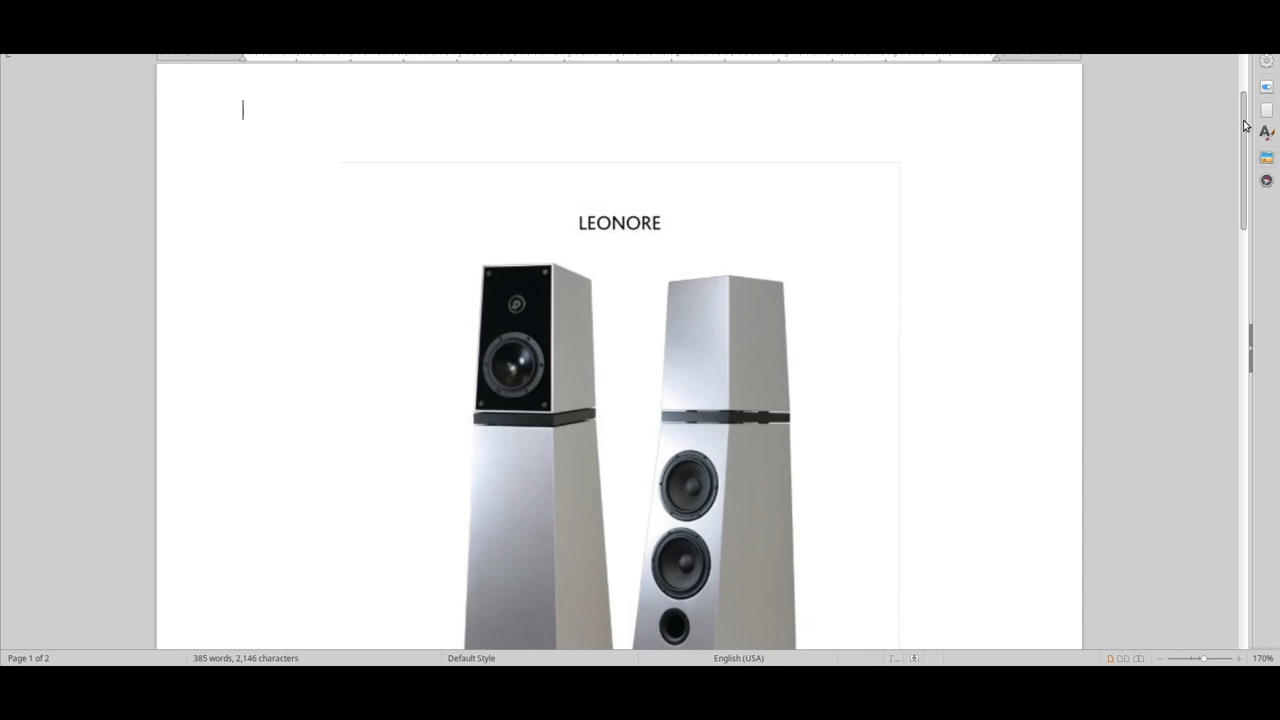 LEONORE
Page 1 of 2
385 words, 2,146 characters
Default Style
English (USA)
170%